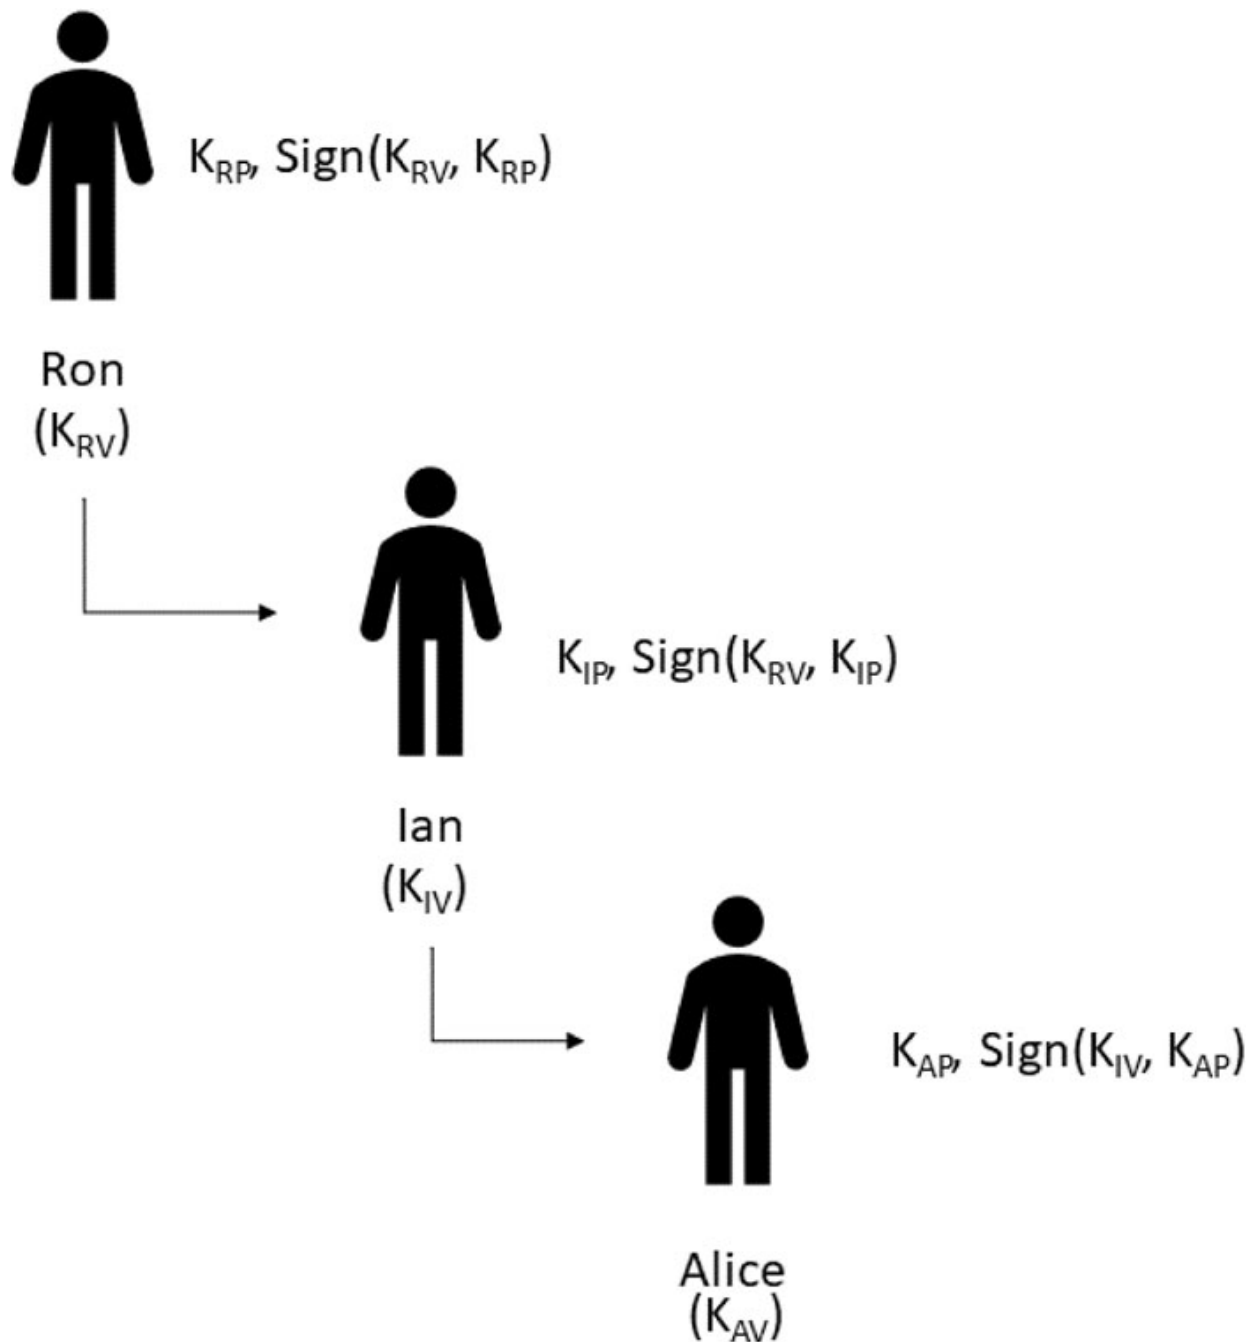 K_RP, Sign(K_RV, K_RP)
Ron
(K_RV)
K_IP, Sign(K_RV, K_IP)
Ian
(K_IV)
K_AP, Sign(K_IV, K_AP)
Alice
(K_AV)